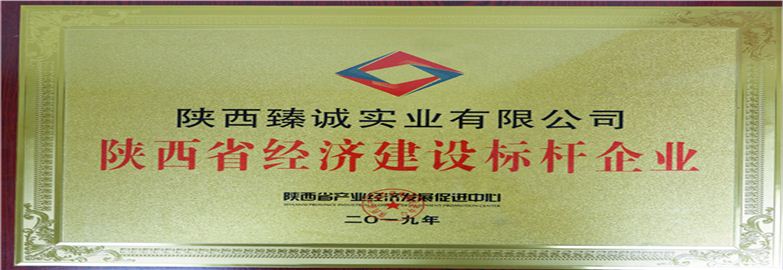 陕西臻诚实业有限公司
陕西省经济建设标杆企业
陕西省产业经济发展促进中心
二〇一九年